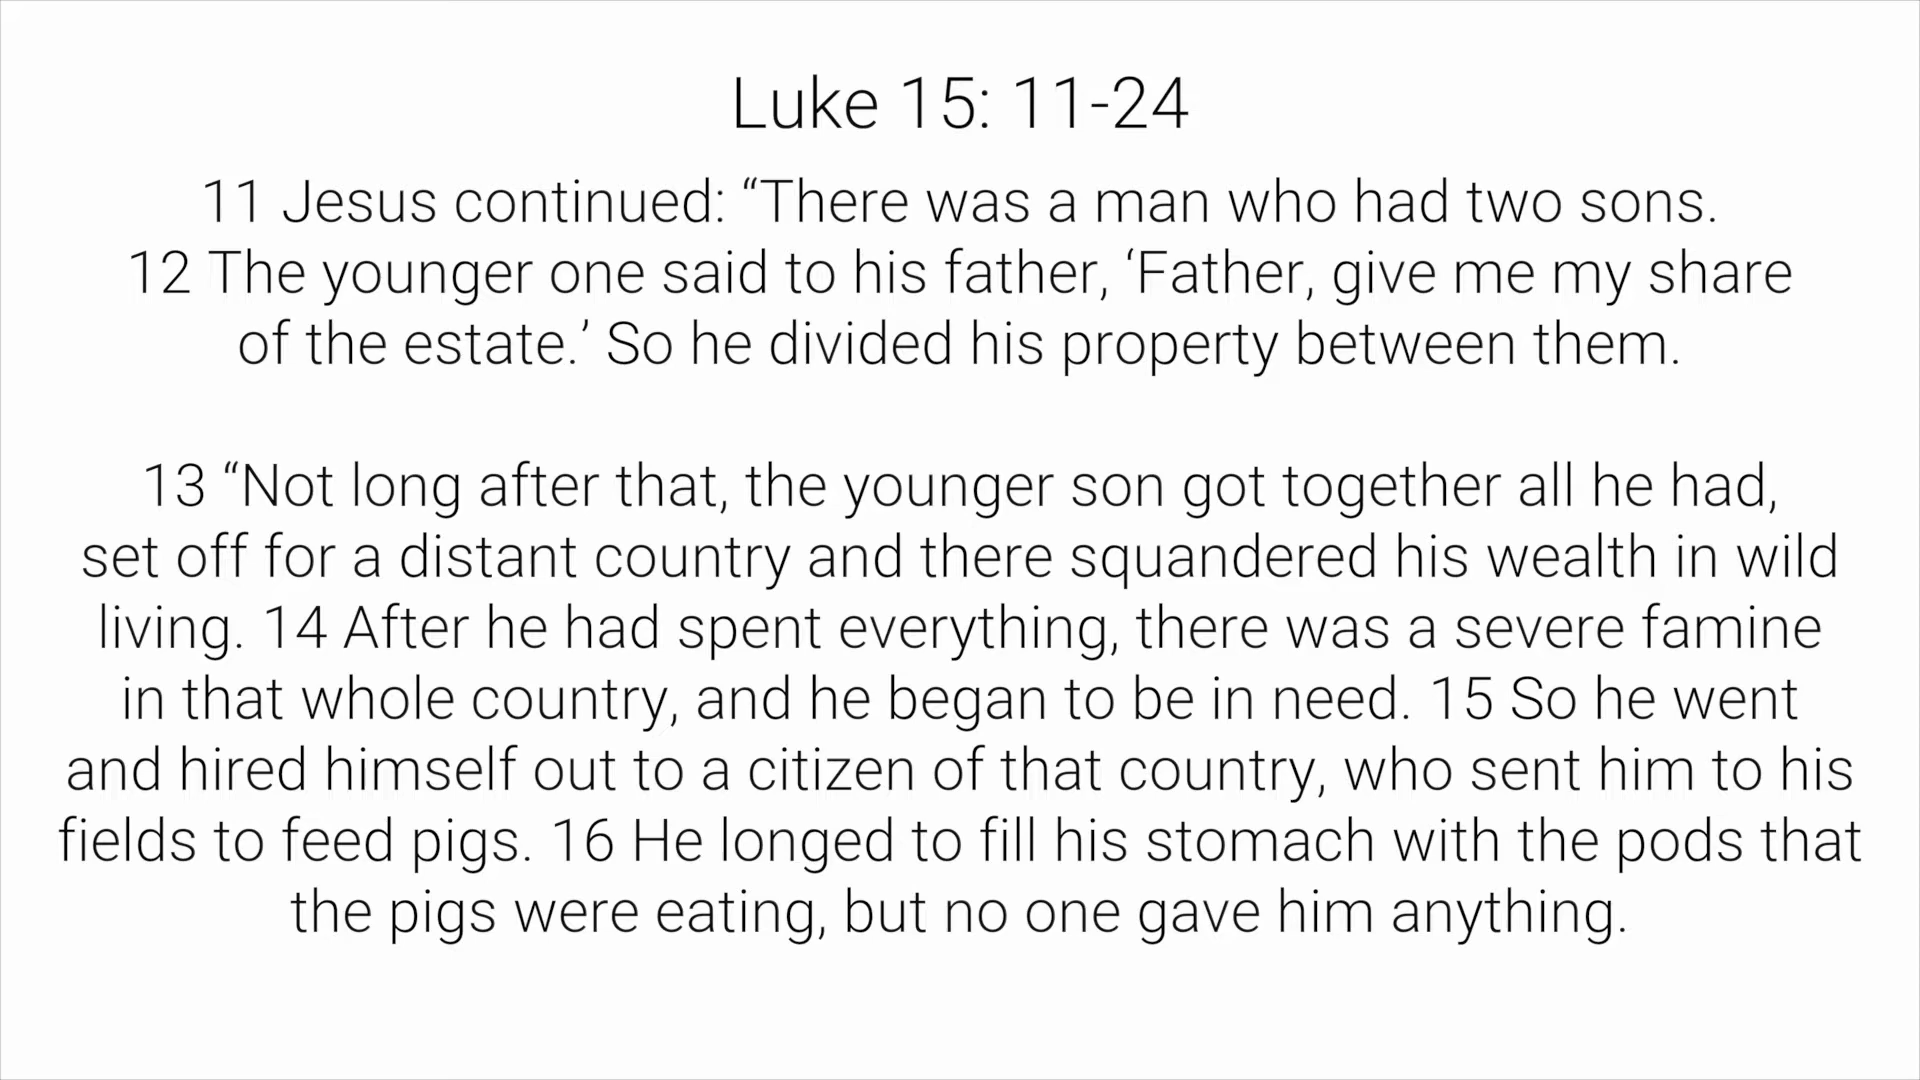 Luke 15: 11-24
11 Jesus continued: “There was a man who had two sons.
12 The younger one said to his father, ‘Father, give me my share
of the estate.’ So he divided his property between them.
13 “Not long after that, the younger son got together all he had,
set off for a distant country and there squandered his wealth in wild
living. 14 After he had spent everything, there was a severe famine
in that whole country, and he began to be in need. 15 So he went
and hired himself out to a citizen of that country, who sent him to his
fields to feed pigs. 16 He longed to fill his stomach with the pods that
the pigs were eating, but no one gave him anything.